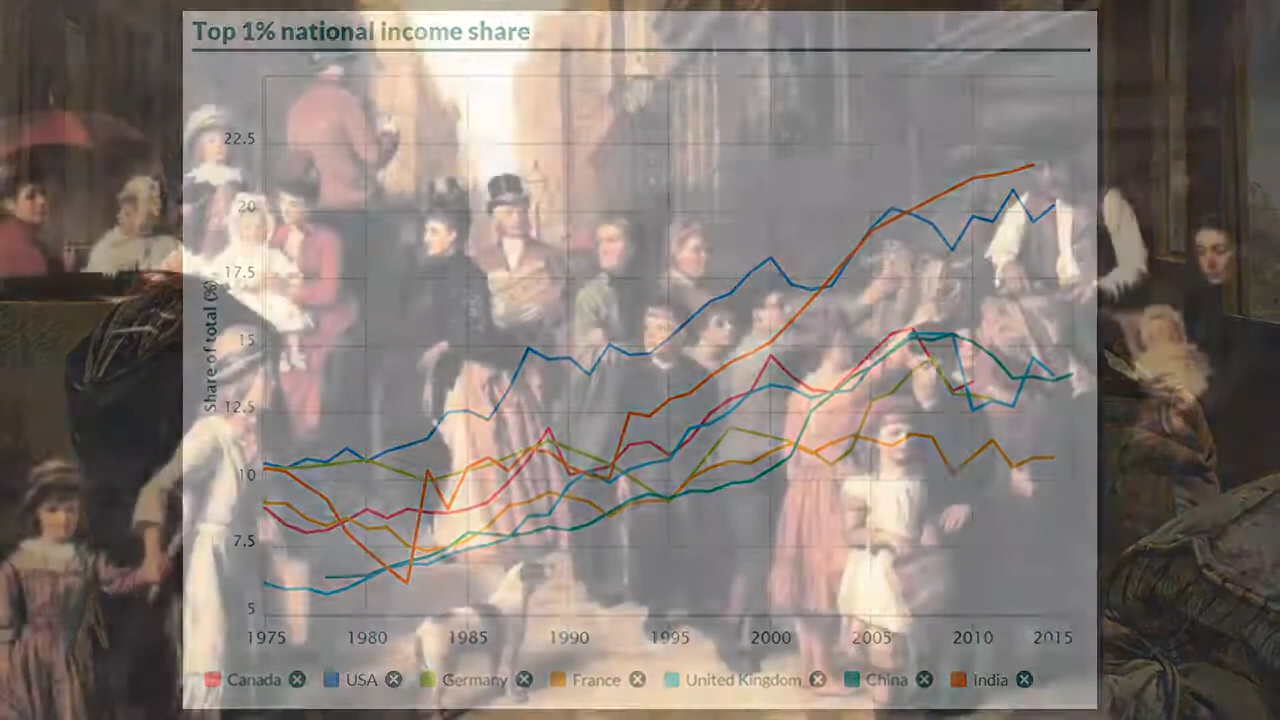 Top 1% national income share
Share of total (%)
22.5
20
17.5
15
12.5
10
7.5
5
1975 1980 1985 1990 1995 2000 2005 2010 2015
Canada USA Germany France United Kingdom China India